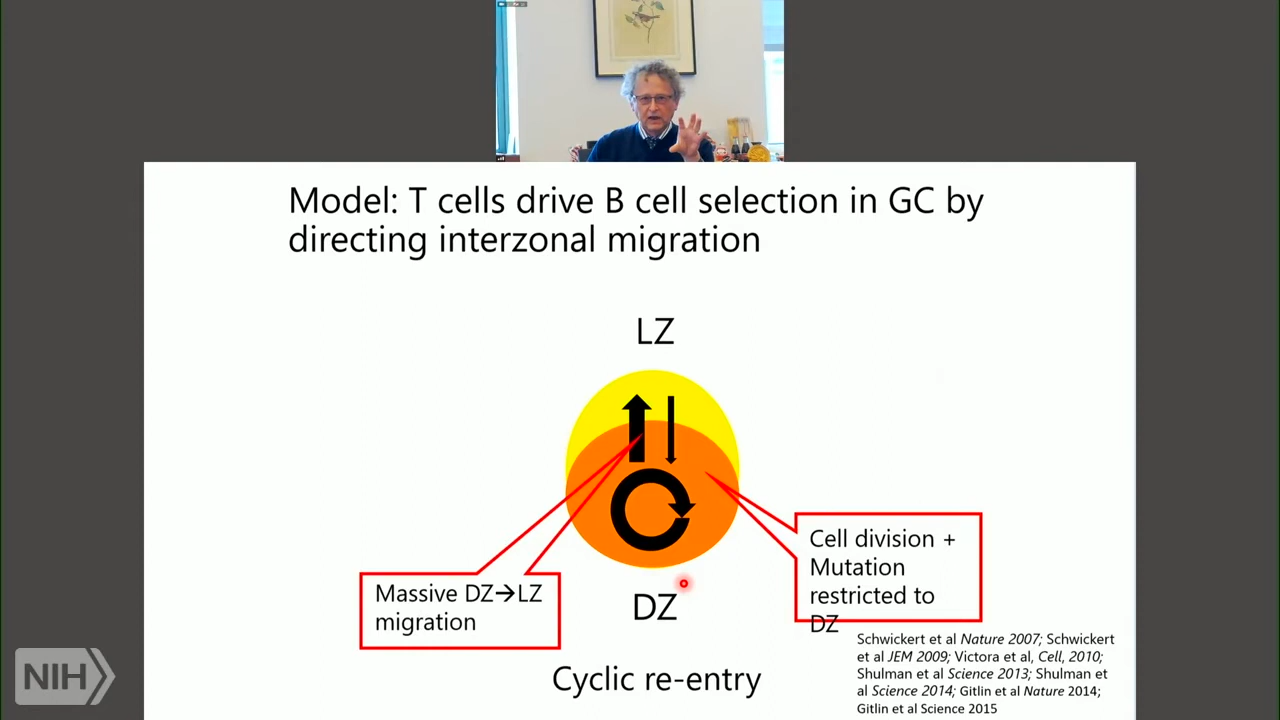 Model: T cells drive B cell selection in GC by
directing interzonal migration
LZ
Cell division +
Mutation
restricted to
DZ
Massive DZ→LZ
migration
DZ
Schwickert et al Nature 2007; Schwickert
et al JEM 2009; Victora et al, Cell, 2010;
Shulman et al Science 2013; Shulman et
al Science 2014; Gitlin et al Nature 2014;
Gitlin et al Science 2015
Cyclic re-entry
NIH